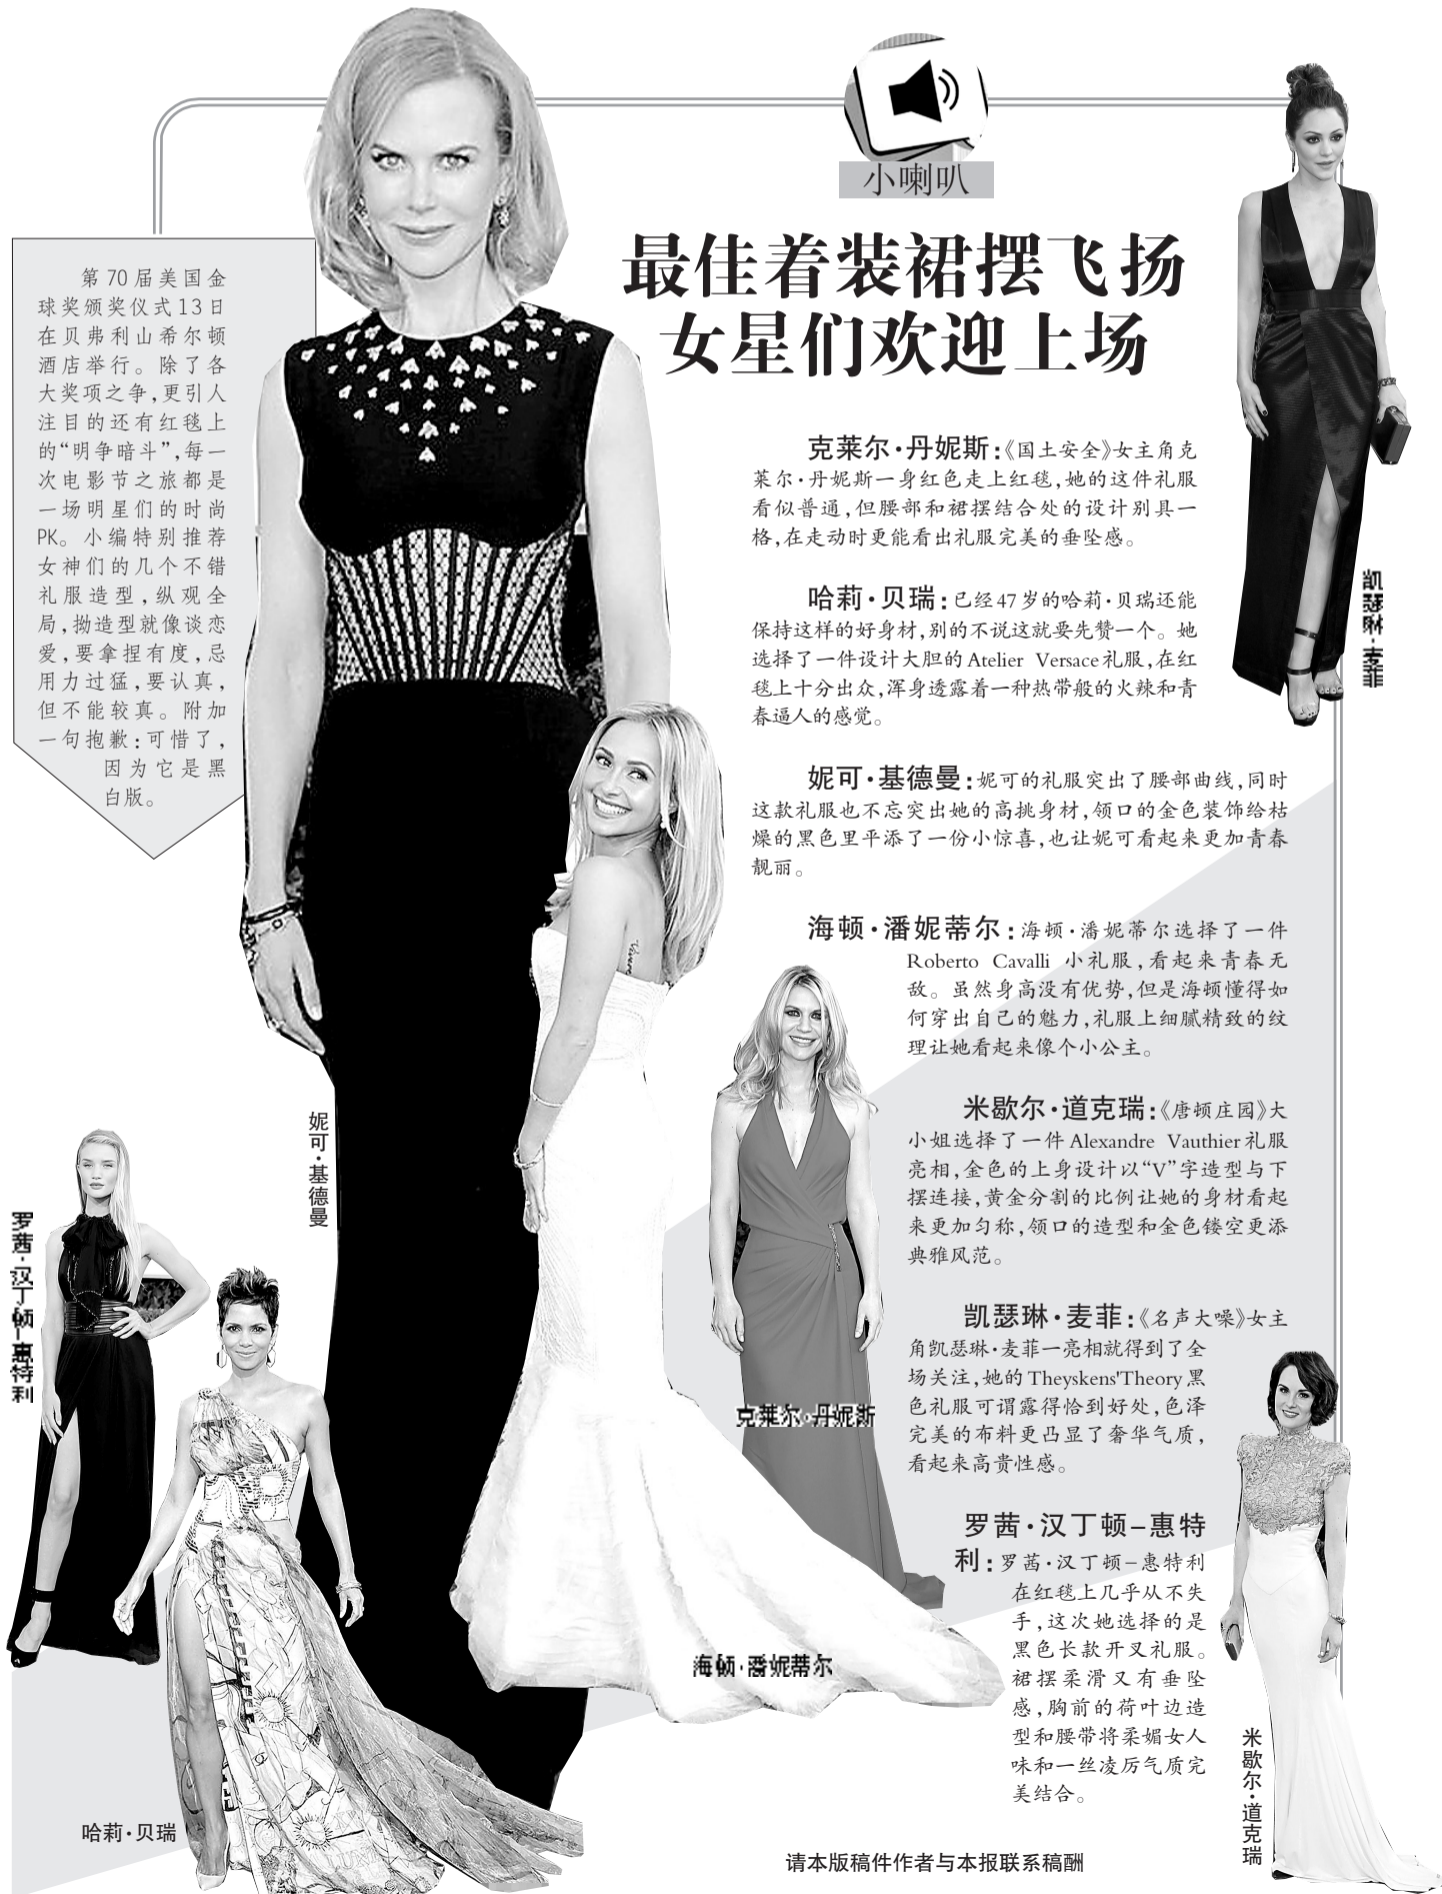 小喇叭
最佳着装裙摆飞扬
女星们欢迎上场
第70届美国金
球奖颁奖仪式13日
在贝弗利山希尔顿
酒店举行。除了各
大奖项之争,更引人
注目的还有红毯上
的“明争暗斗”,每一
次电影节之旅都是
一场明星们的时尚
PK。小编特别推荐
女神们的几个不错
礼服造型,纵观全
局,拗造型就像谈恋
爱,要拿捏有度,忌
用力过猛,要认真,
但不能较真。附加
一句抱歉:可惜了,
因为它是黑
白版。
克莱尔·丹妮斯:《国土安全》女主角克
莱尔·丹妮斯一身红色走上红毯,她的这件礼服
看似普通,但腰部和裙摆结合处的设计别具一
格,在走动时更能看出礼服完美的垂坠感。
哈莉·贝瑞:已经47岁的哈莉·贝瑞还能
保持这样的好身材,别的不说这就要先赞一个。她
选择了一件设计大胆的Atelier Versace礼服,在红
毯上十分出众,浑身透露着一种热带般的火辣和青
春逼人的感觉。
妮可·基德曼:妮可的礼服突出了腰部曲线,同时
这款礼服也不忘突出她的高挑身材,领口的金色装饰给枯
燥的黑色里平添了一份小惊喜,也让妮可看起来更加青春
靓丽。
海顿·潘妮蒂尔:海顿·潘妮蒂尔选择了一件
Roberto Cavalli 小礼服,看起来青春无
敌。虽然身高没有优势,但是海顿懂得如
何穿出自己的魅力,礼服上细腻精致的纹
理让她看起来像个小公主。
米歇尔·道克瑞:《唐顿庄园》大
小姐选择了一件Alexandre Vauthier礼服
亮相,金色的上身设计以“V”字造型与下
摆连接,黄金分割的比例让她的身材看起
来更加匀称,领口的造型和金色镂空更添
典雅风范。
凯瑟琳·麦菲:《名声大噪》女主
角凯瑟琳·麦菲一亮相就得到了全
场关注,她的Theyskens'Theory黑
色礼服可谓露得恰到好处,色泽
完美的布料更凸显了奢华气质,
看起来高贵性感。
罗茜·汉丁顿–惠特
利:罗茜·汉丁顿–惠特利
在红毯上几乎从不失
手,这次她选择的是
黑色长款开叉礼服。
裙摆柔滑又有垂坠
感,胸前的荷叶边造
型和腰带将柔媚女人
味和一丝凌厉气质完
美结合。
凯瑟琳·麦菲
妮可·基德曼
罗茜·汉丁顿–惠特利
克莱尔·丹妮斯
海顿·潘妮蒂尔
哈莉·贝瑞
米歇尔·道克瑞
请本版稿件作者与本报联系稿酬